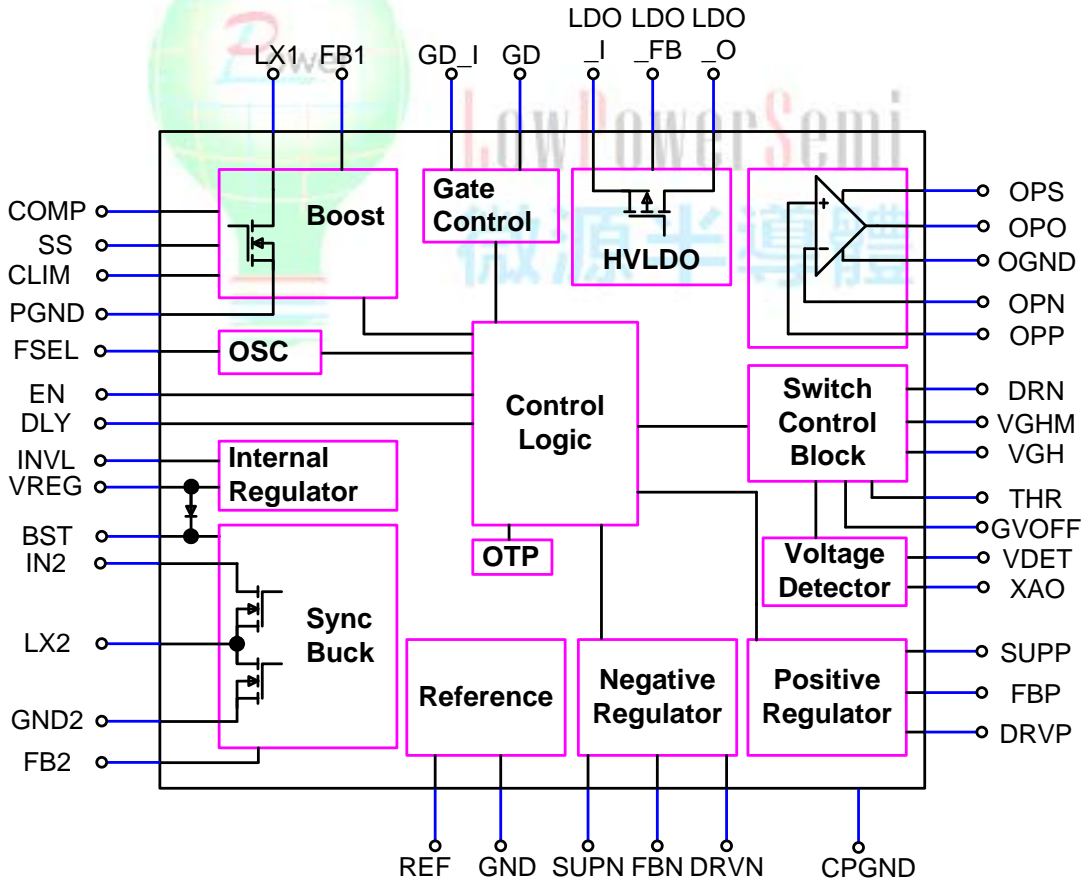 LDO LDO LDO
LX1 FB1 GD_I GD _I _FB _O
Power
LowPowerSemi
微源半導體
COMP
SS
CLIM
PGND
FSEL
EN
DLY
INVL
VREG
BST
IN2
LX2
GND2
FB2
Boost
Gate
Control
HVLDO
OSC
Control
Logic
OTP
Internal
Regulator
Sync
Buck
Reference
Negative
Regulator
Positive
Regulator
Switch
Control
Block
Voltage
Detector
+
−
OPS
OPO
OGND
OPN
OPP
DRN
VGHM
VGH
THR
GVOFF
VDET
XAO
SUPP
FBP
DRVP
REF GND SUPN FBN DRVN CPGND